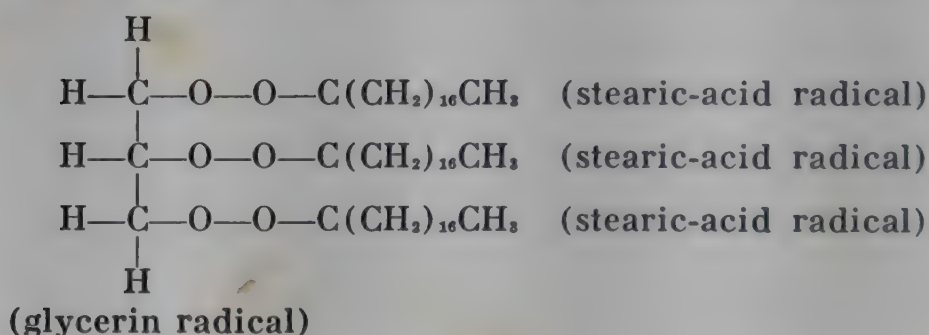 H
H—C—O—O—C(CH₂)₁₆CH₃ (stearic-acid radical)
H—C—O—O—C(CH₂)₁₆CH₃ (stearic-acid radical)
H—C—O—O—C(CH₂)₁₆CH₃ (stearic-acid radical)
H
(glycerin radical)